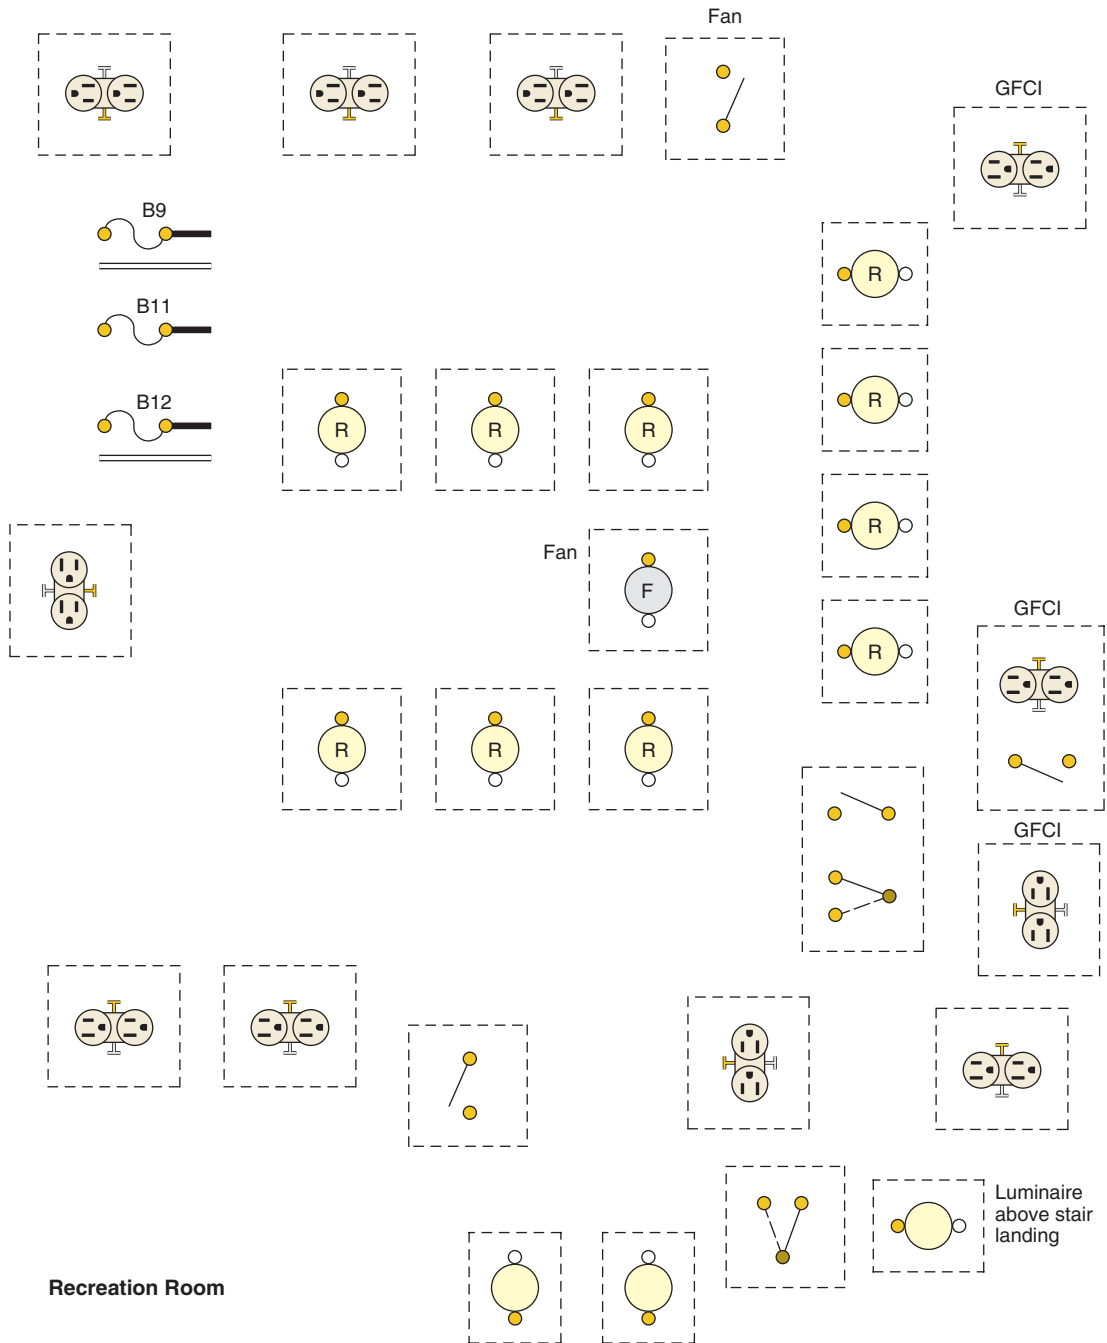 Fan
GFCI
B9
R
B11
R
B12
R
R
R
R
Fan
F
R
R
GFCI
R
R
R
GFCI
Luminaire
above stair
landing
Recreation Room